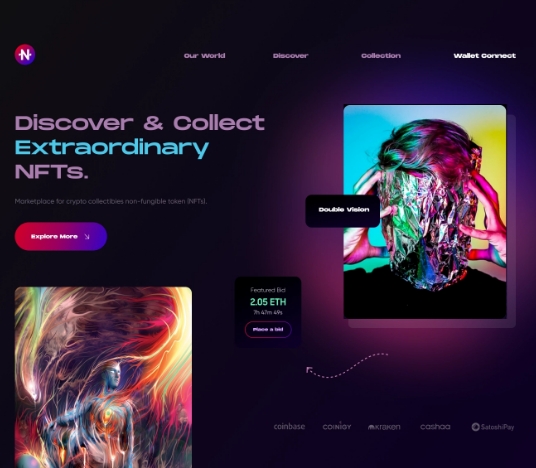 N
Our World
Discover
Collection
Wallet Connect
Discover & Collect
Extraordinary
NFTs.
Marketplace for crypto collectibles non-fungible token (NFTs).
Explore More
Double Vision
Featured Bid
2.05 ETH
7h 47m 49s
Place a bid
coinbase
kraken
cashaa
SatoshiPay